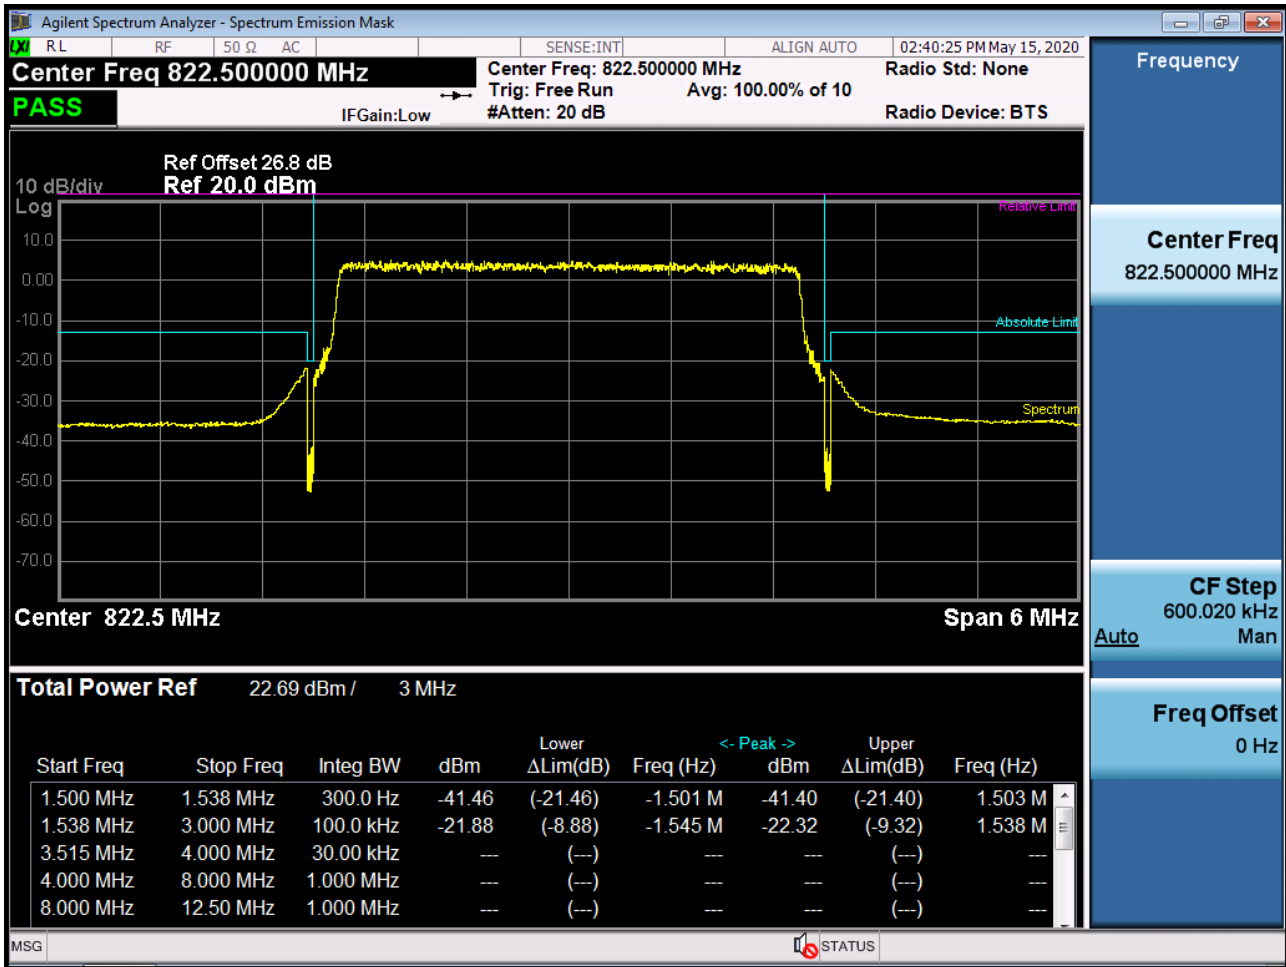 Agilent Spectrum Analyzer - Spectrum Emission Mask
LXI RL RF 50 Ω AC SENSE:INT ALIGN AUTO 02:40:25 PM May 15, 2020
Center Freq 822.500000 MHz
PASS
IFGain:Low
Center Freq: 822.500000 MHz
Trig: Free Run Avg: 100.00% of 10
#Atten: 20 dB
Radio Std: None
Radio Device: BTS
Frequency
Ref Offset 26.8 dB
10 dB/div Ref 20.0 dBm
Log
Relative Limit
10.0
0.00
-10.0
Absolute Limit
-20.0
-30.0
Spectrum
-40.0
-50.0
-60.0
-70.0
Center 822.5 MHz Span 6 MHz
Center Freq
822.500000 MHz
CF Step
600.020 kHz
Auto Man
Freq Offset
0 Hz
Total Power Ref 22.69 dBm / 3 MHz
Lower <- Peak -> Upper
Start Freq Stop Freq Integ BW dBm ΔLim(dB) Freq (Hz) dBm ΔLim(dB) Freq (Hz)
1.500 MHz 1.538 MHz 300.0 Hz -41.46 (-21.46) -1.501 M -41.40 (-21.40) 1.503 M
1.538 MHz 3.000 MHz 100.0 kHz -21.88 (-8.88) -1.545 M -22.32 (-9.32) 1.538 M
3.515 MHz 4.000 MHz 30.00 kHz --- (---) --- --- (---) ---
4.000 MHz 8.000 MHz 1.000 MHz --- (---) --- --- (---) ---
8.000 MHz 12.50 MHz 1.000 MHz --- (---) --- --- (---) ---
MSG STATUS